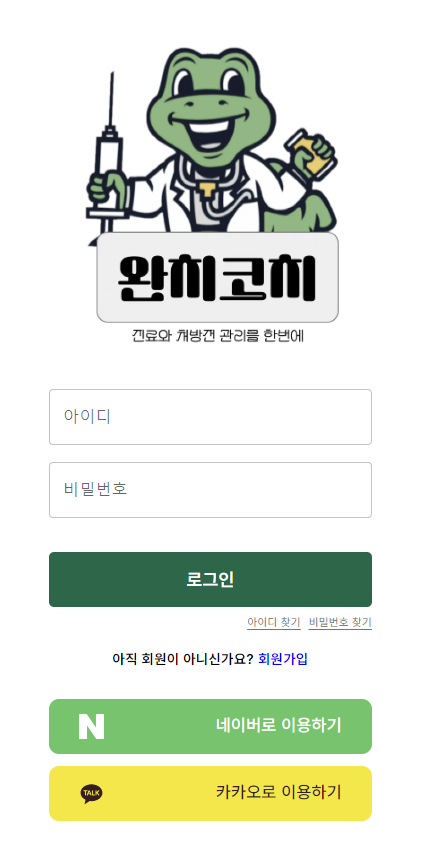 완치코치
진료와 처방전 관리를 한번에
아이디
비밀번호
로그인
아이디 찾기 비밀번호 찾기
아직 회원이 아니신가요? 회원가입
N 네이버로 이용하기
TALK 카카오로 이용하기